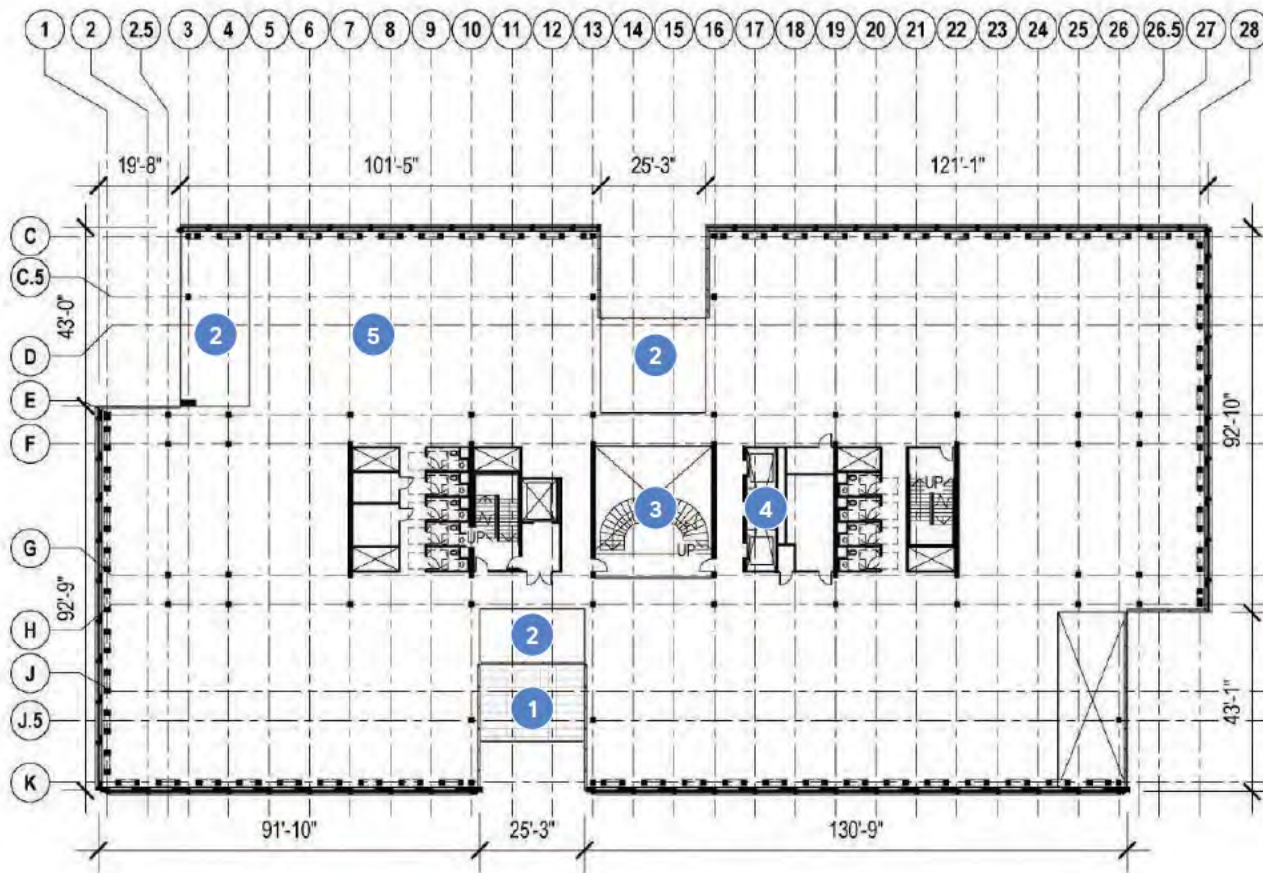 1 2 2.5 3 4 5 6 7 8 9 10 11 12 13 14 15 16 17 18 19 20 21 22 23 24 25 26 26.5 27 28
19'-8" 101'-5" 25'-3" 121'-1"
C
C.5
43'-0"
D
2 5 2
E
92'-10"
F
UP
3 4
G
UP UP
92'-9"
H
2
J
1
J.5
43'-1"
K
91'-10" 25'-3" 130'-9"